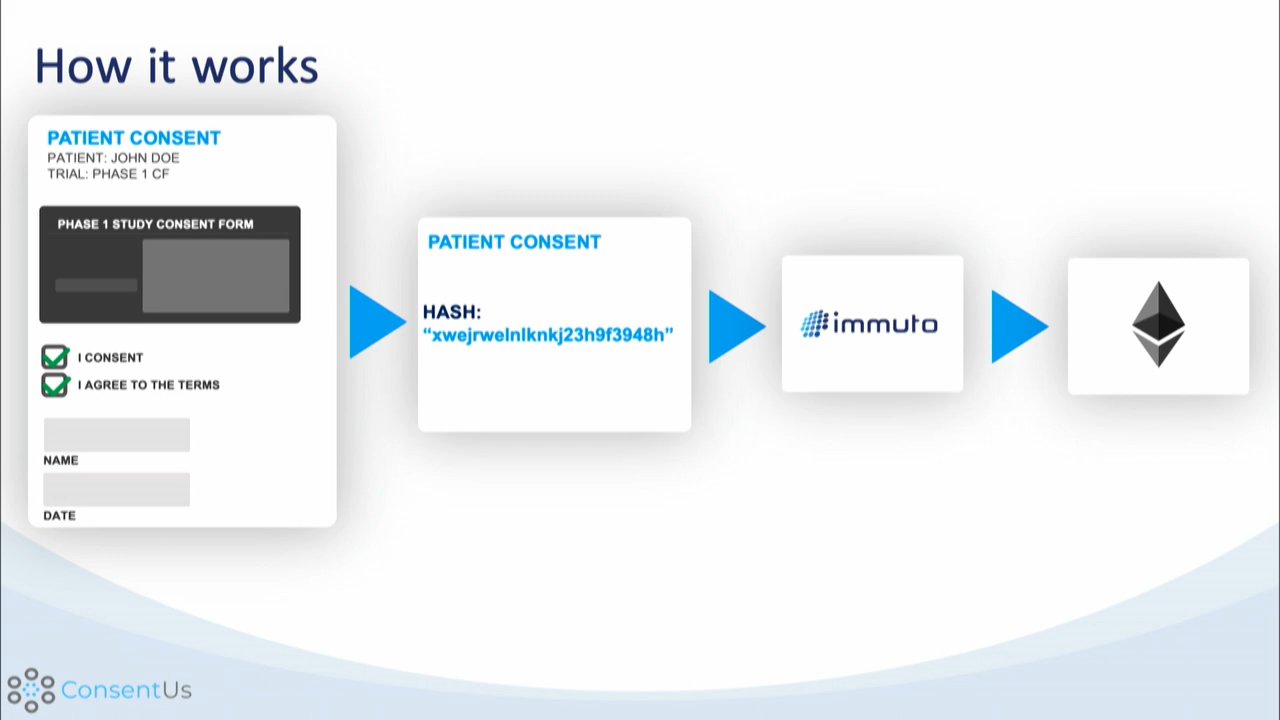 How it works
PATIENT CONSENT
PATIENT: JOHN DOE
TRIAL: PHASE 1 CF
PHASE 1 STUDY CONSENT FORM
I CONSENT
I AGREE TO THE TERMS
NAME
DATE
PATIENT CONSENT
HASH:
“xwejrwelnlknkj23h9f3948h”
immuto
ConsentUs